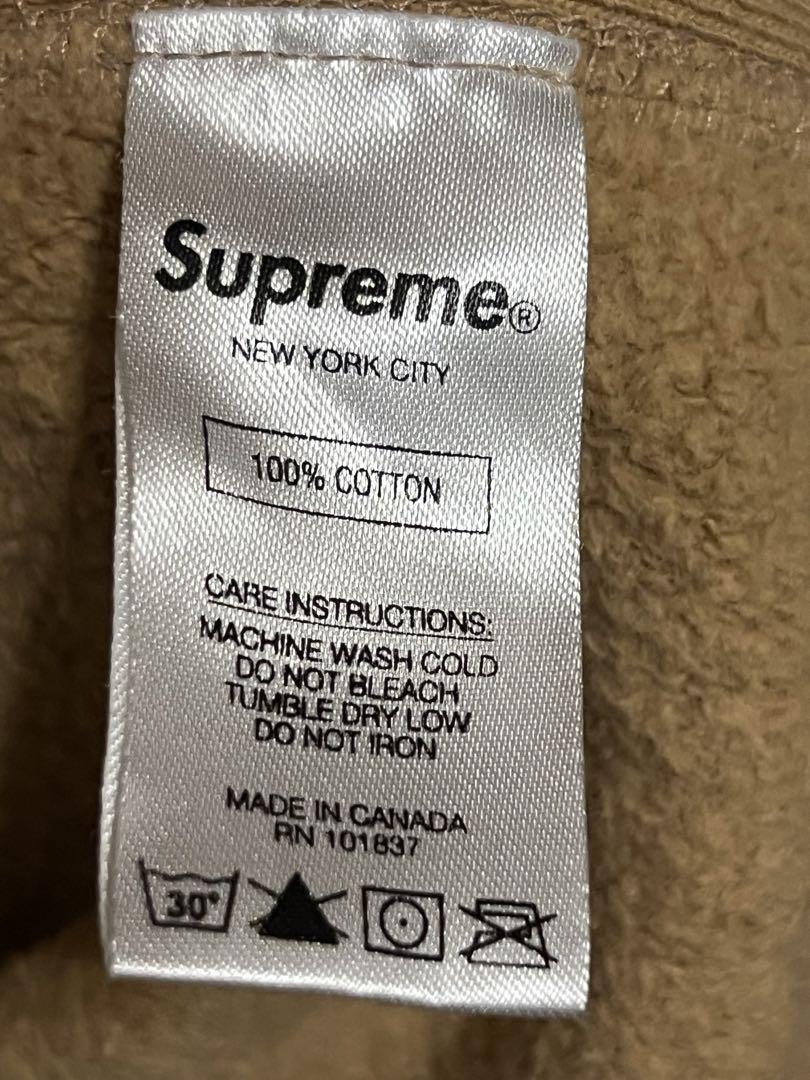 Supreme®
NEW YORK CITY
100% COTTON
CARE INSTRUCTIONS:
MACHINE WASH COLD
DO NOT BLEACH
TUMBLE DRY LOW
DO NOT IRON
MADE IN CANADA
RN 101837
30°